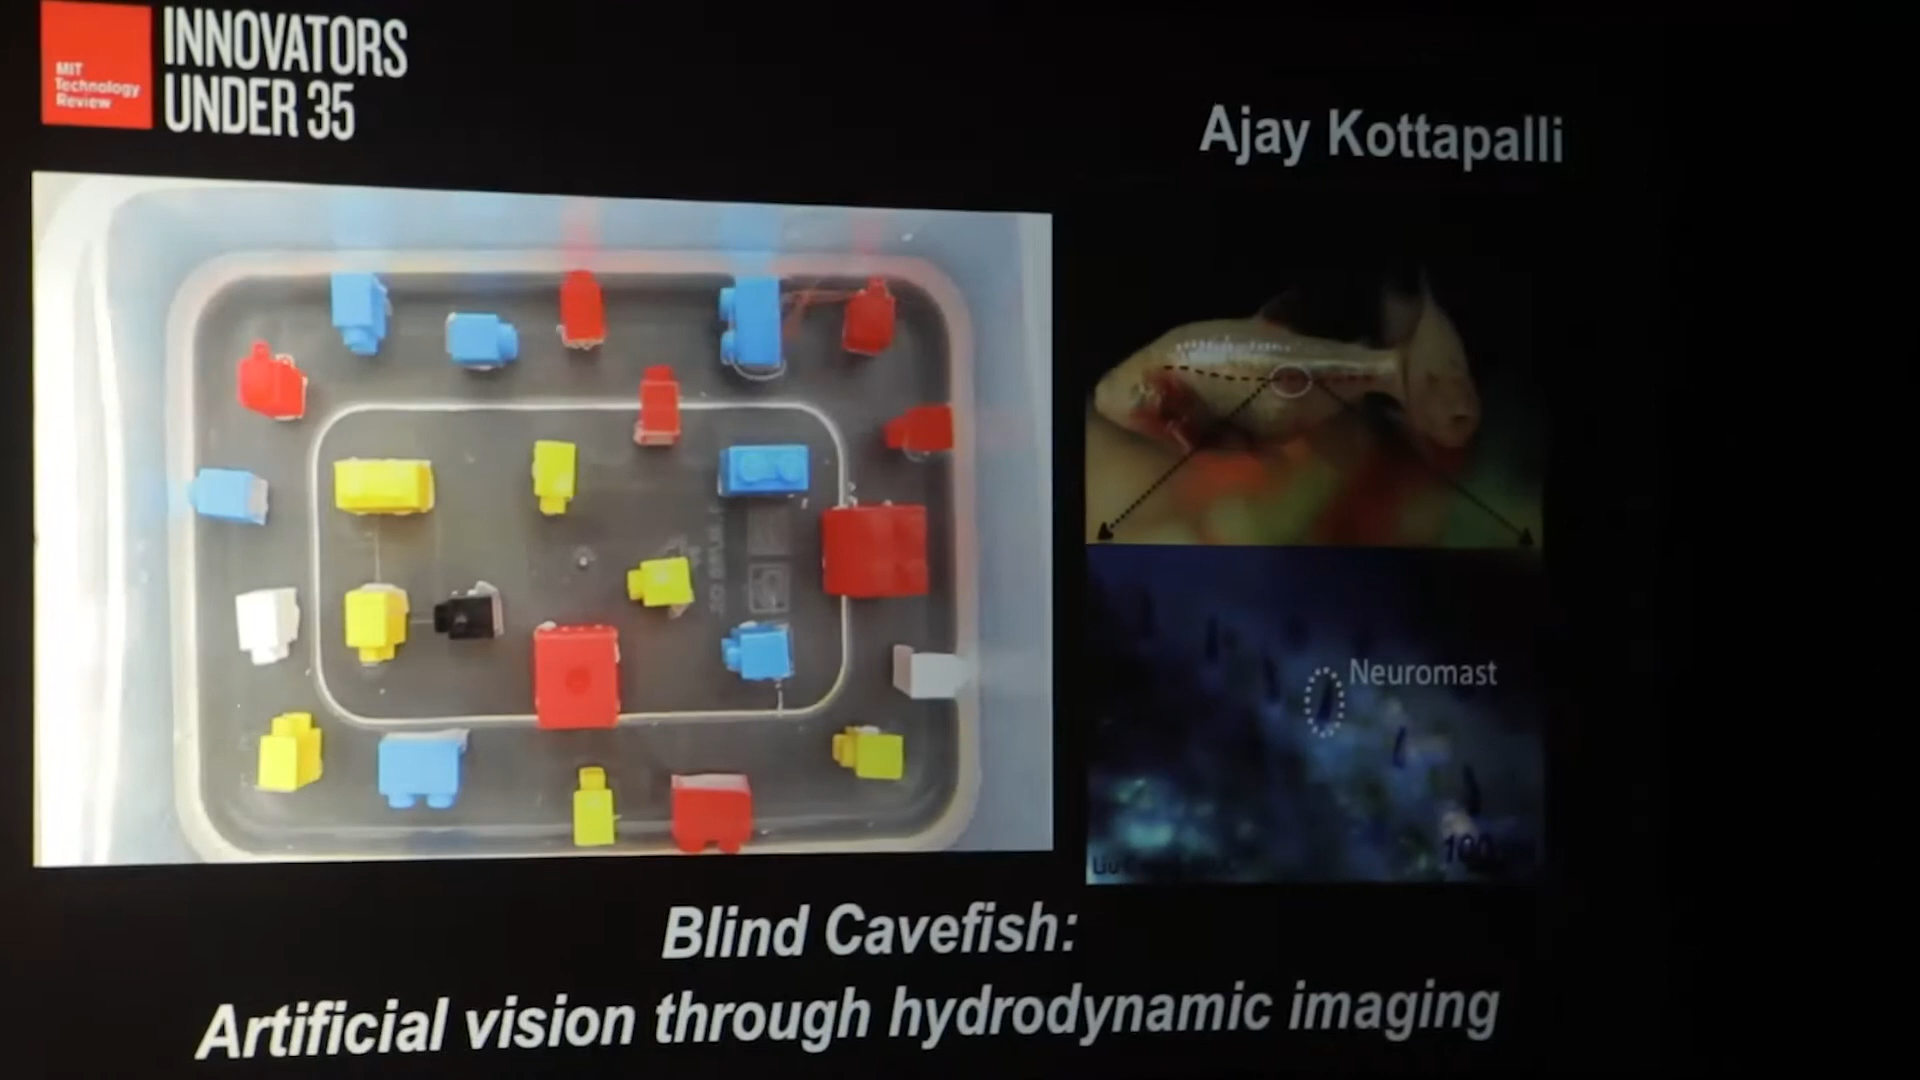 MIT
Technology
Review
INNOVATORS
UNDER 35
Ajay Kottapalli
Neuromast
Blind Cavefish:
Artificial vision through hydrodynamic imaging